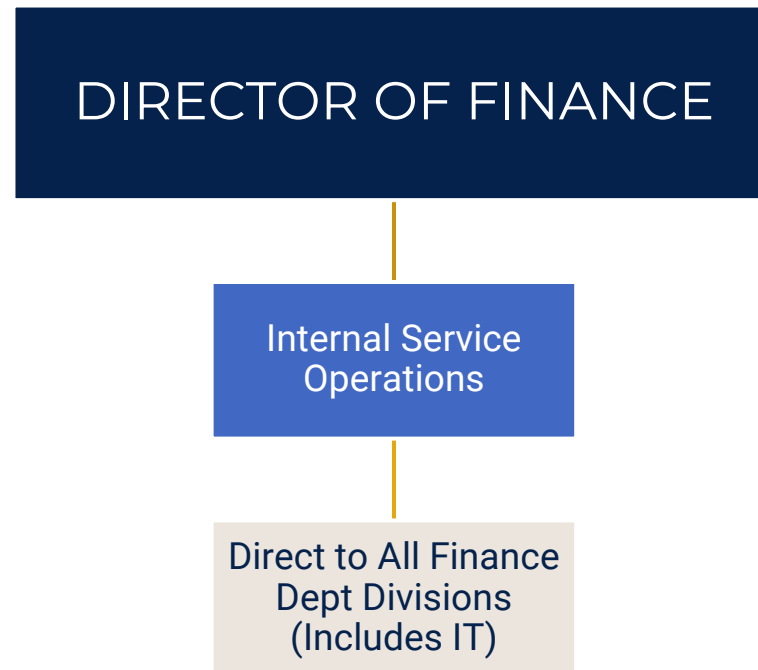 DIRECTOR OF FINANCE
Internal Service
Operations
Direct to All Finance
Dept Divisions
(Includes IT)